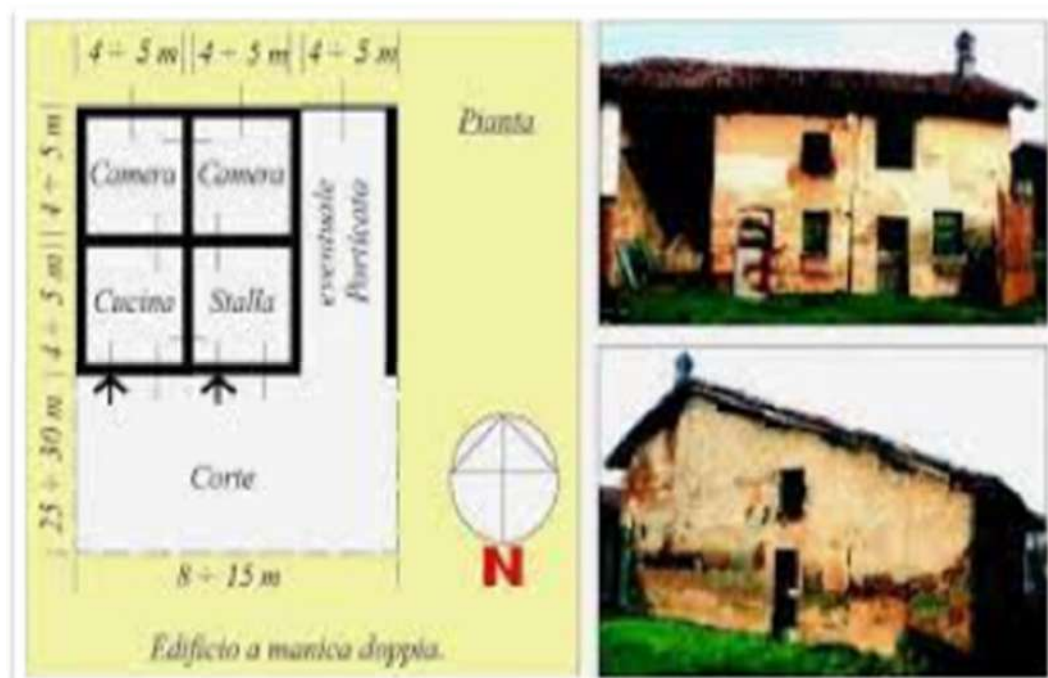 4 ÷ 5 m 4 ÷ 5 m 4 ÷ 5 m
Pianta
4 ÷ 5 m
Camera Camera
eventuale
Porticato
4 ÷ 5 m
Cucina Stalla
25 ÷ 30 m
Corte
N
8 ÷ 15 m
Edificio a manica doppia.